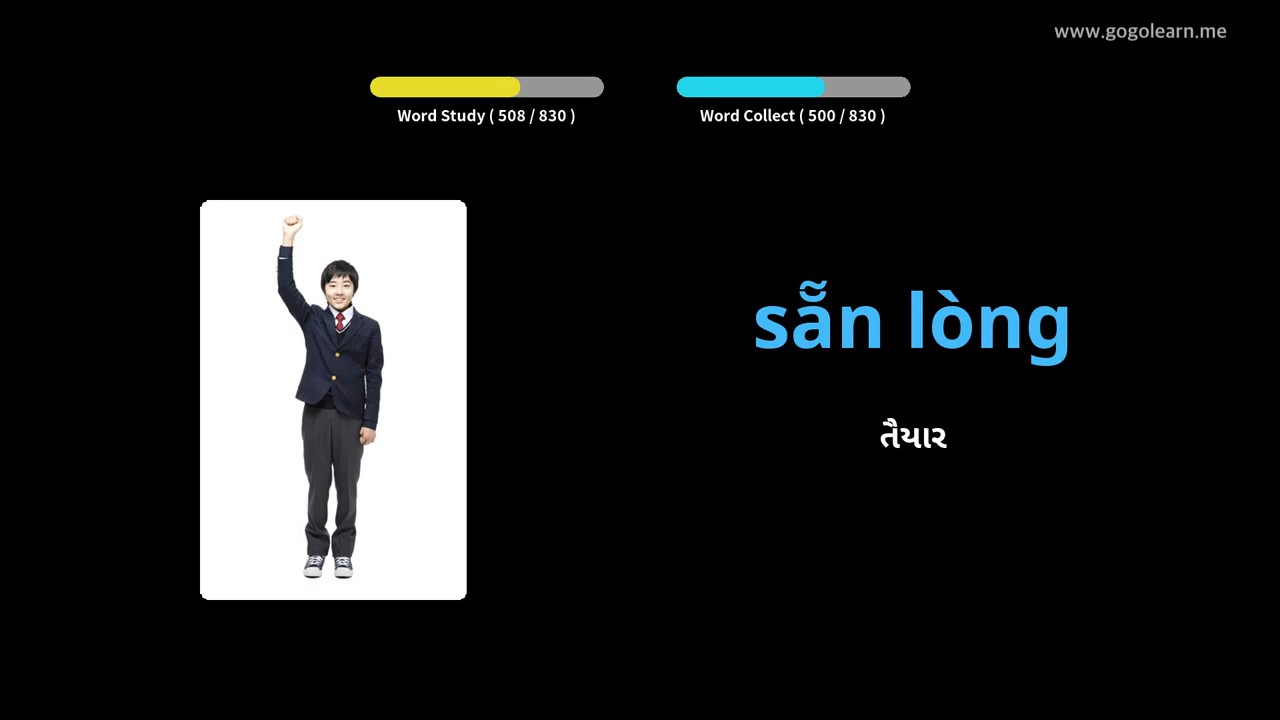 www.gogolearn.me
Word Study ( 508 / 830 )
Word Collect ( 500 / 830 )
sẵn lòng
તૈયાર